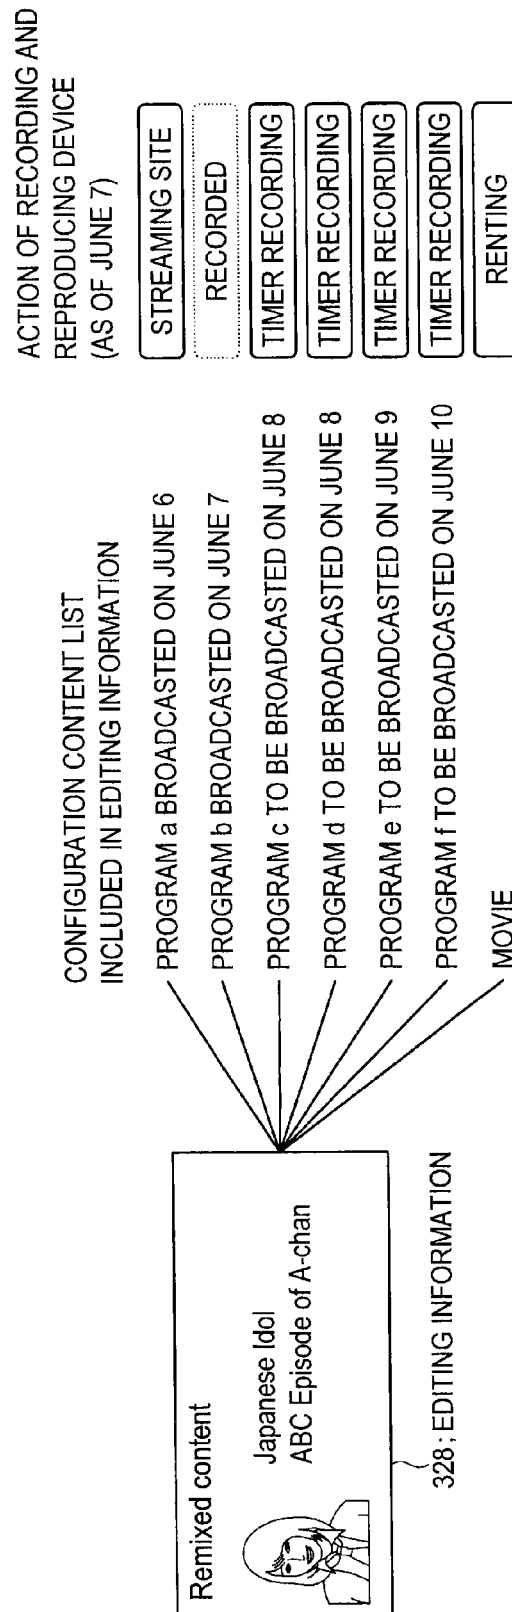 Remixed content
Japanese Idol
ABC Episode of A-chan
328 ; EDITING INFORMATION
CONFIGURATION CONTENT LIST
INCLUDED IN EDITING INFORMATION
PROGRAM a BROADCASTED ON JUNE 6
PROGRAM b BROADCASTED ON JUNE 7
PROGRAM c TO BE BROADCASTED ON JUNE 8
PROGRAM d TO BE BROADCASTED ON JUNE 8
PROGRAM e TO BE BROADCASTED ON JUNE 9
PROGRAM f TO BE BROADCASTED ON JUNE 10
MOVIE
ACTION OF RECORDING AND
REPRODUCING DEVICE
(AS OF JUNE 7)
STREAMING SITE
RECORDED
TIMER RECORDING
TIMER RECORDING
TIMER RECORDING
TIMER RECORDING
RENTING